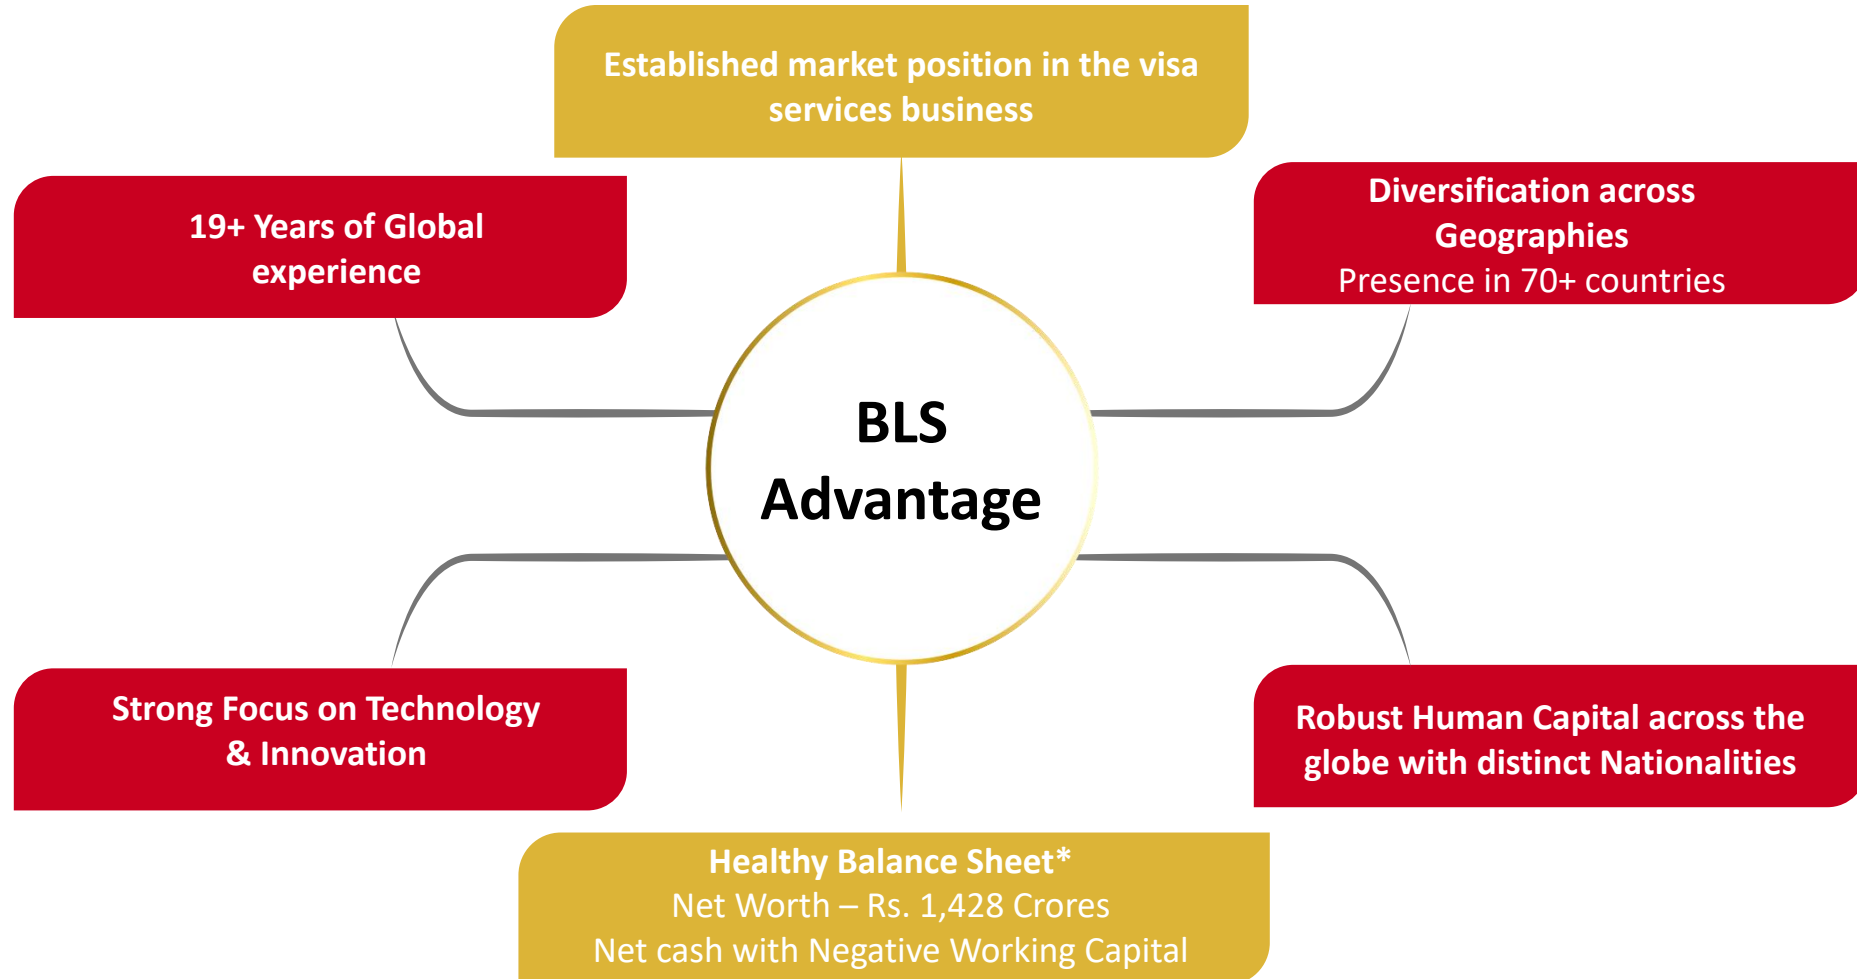 Established market position in the visa
services business
19+ Years of Global
experience
Diversification across
Geographies
Presence in 70+ countries
BLS
Advantage
Strong Focus on Technology
& Innovation
Robust Human Capital across the
globe with distinct Nationalities
Healthy Balance Sheet*
Net Worth – Rs. 1,428 Crores
Net cash with Negative Working Capital